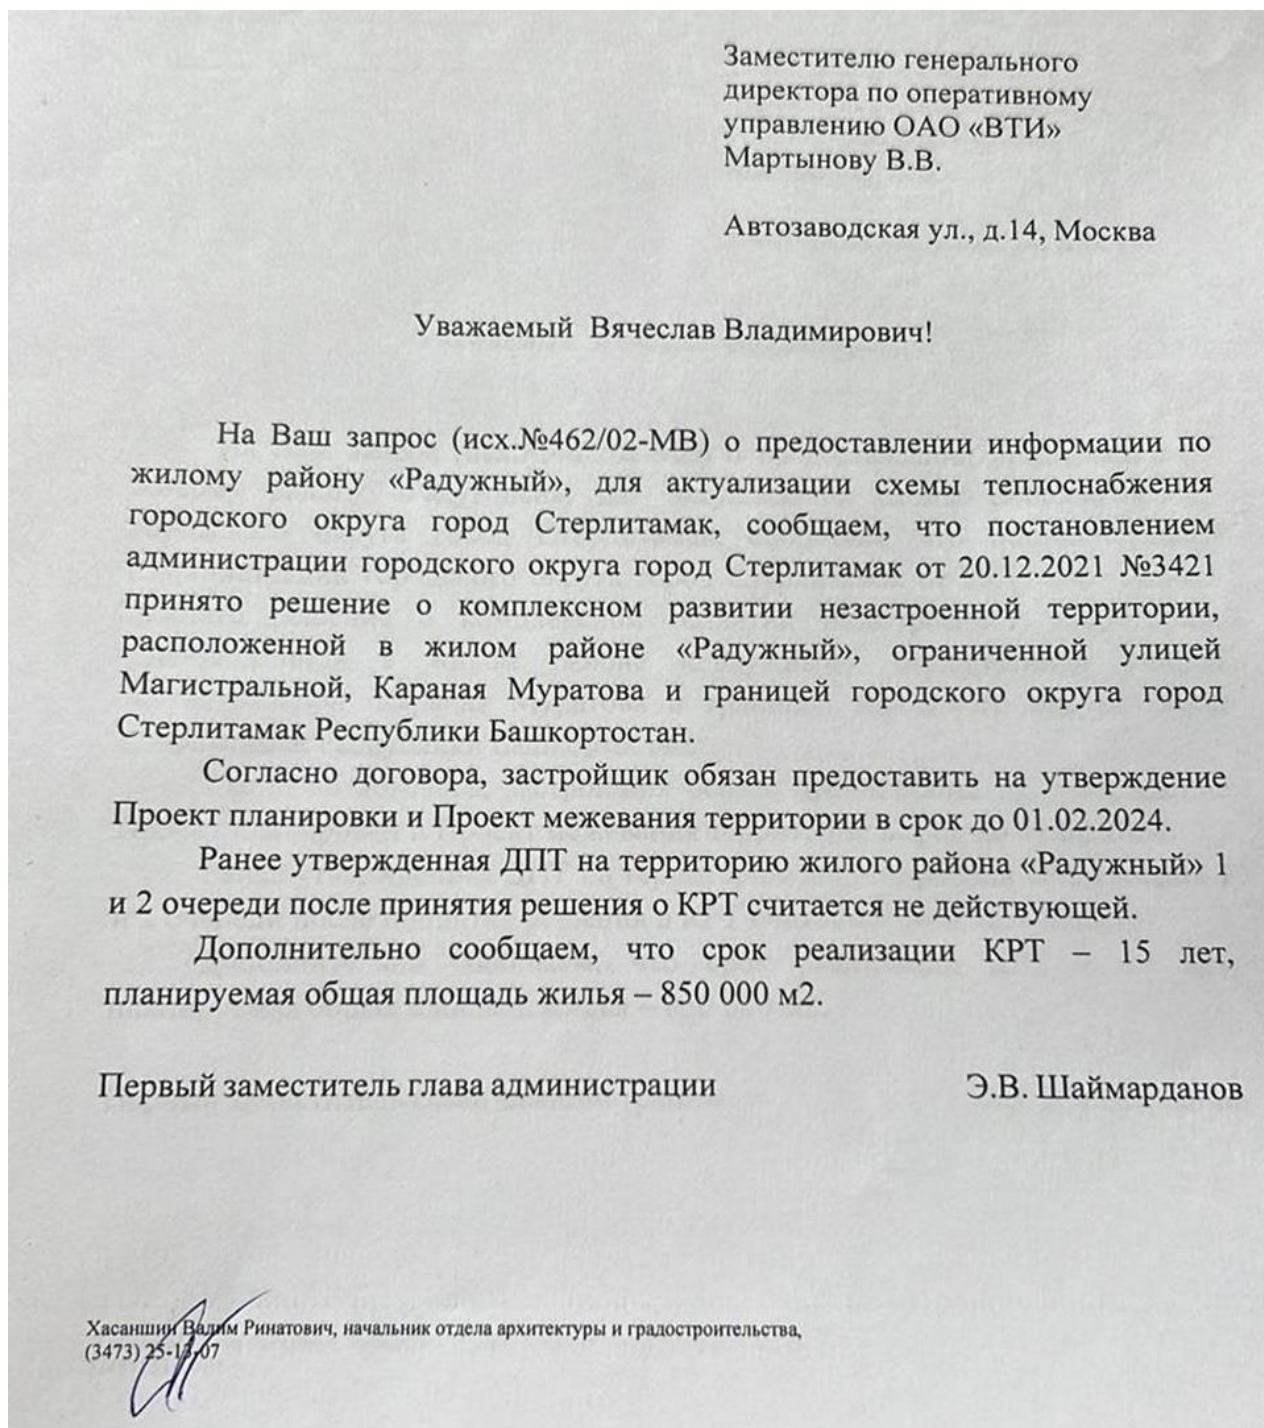 Заместителю генерального
директора по оперативному
управлению ОАО «ВТИ»
Мартынову В.В.
Автозаводская ул., д.14, Москва
Уважаемый Вячеслав Владимирович!
На Ваш запрос (исх.№462/02-МВ) о предоставлении информации по
жилому району «Радужный», для актуализации схемы теплоснабжения
городского округа город Стерлитамак, сообщаем, что постановлением
администрации городского округа город Стерлитамак от 20.12.2021 №3421
принято решение о комплексном развитии незастроенной территории,
расположенной в жилом районе «Радужный», ограниченной улицей
Магистральной, Караная Муратова и границей городского округа город
Стерлитамак Республики Башкортостан.
Согласно договора, застройщик обязан предоставить на утверждение
Проект планировки и Проект межевания территории в срок до 01.02.2024.
Ранее утвержденная ДПТ на территорию жилого района «Радужный» 1
и 2 очереди после принятия решения о КРТ считается не действующей.
Дополнительно сообщаем, что срок реализации КРТ – 15 лет,
планируемая общая площадь жилья – 850 000 м2.
Первый заместитель глава администрации Э.В. Шаймарданов
Хасаншин Вадим Ринатович, начальник отдела архитектуры и градостроительства,
(3473) 25-13-07